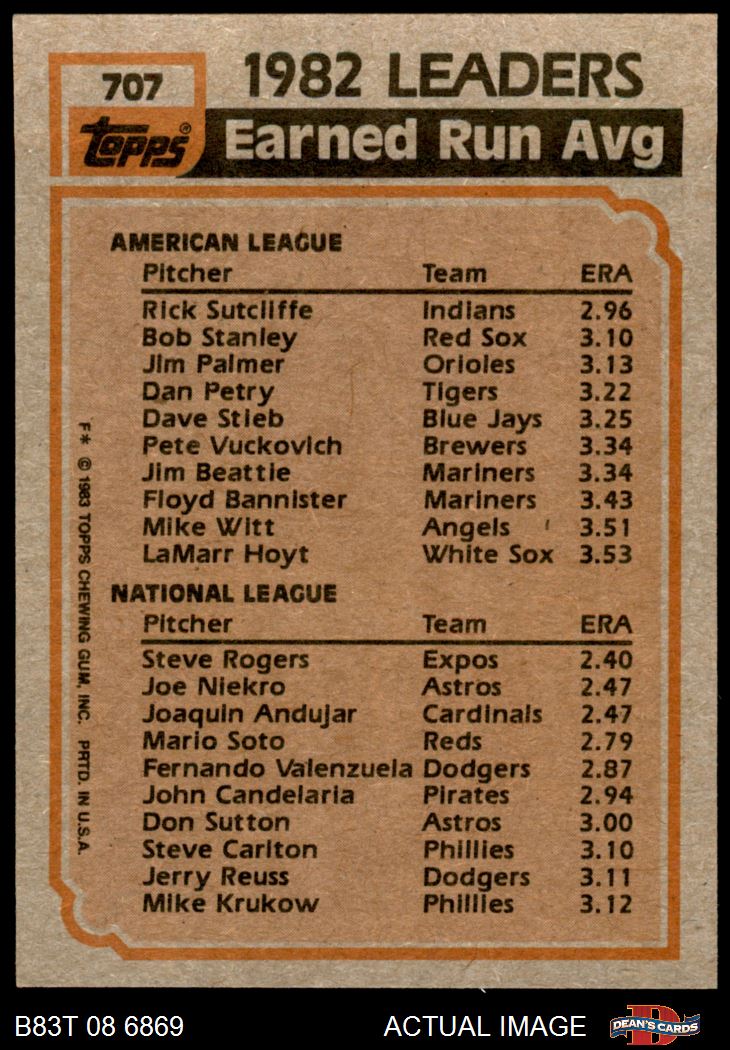 707
1982 LEADERS
Topps®
Earned Run Avg
AMERICAN LEAGUE
Pitcher Team ERA
Rick Sutcliffe Indians 2.96
Bob Stanley Red Sox 3.10
Jim Palmer Orioles 3.13
Dan Petry Tigers 3.22
Dave Stieb Blue Jays 3.25
Pete Vuckovich Brewers 3.34
Jim Beattie Mariners 3.34
Floyd Bannister Mariners 3.43
Mike Witt Angels 3.51
LaMarr Hoyt White Sox 3.53
NATIONAL LEAGUE
Pitcher Team ERA
Steve Rogers Expos 2.40
Joe Niekro Astros 2.47
Joaquin Andujar Cardinals 2.47
Mario Soto Reds 2.79
Fernando Valenzuela Dodgers 2.87
John Candelaria Pirates 2.94
Don Sutton Astros 3.00
Steve Carlton Phillies 3.10
Jerry Reuss Dodgers 3.11
Mike Krukow Phillies 3.12
F* © 1983 TOPPS CHEWING GUM, INC. PRTD. IN U.S.A.
B83T 08 6869
ACTUAL IMAGE
D
DEAN'S CARDS